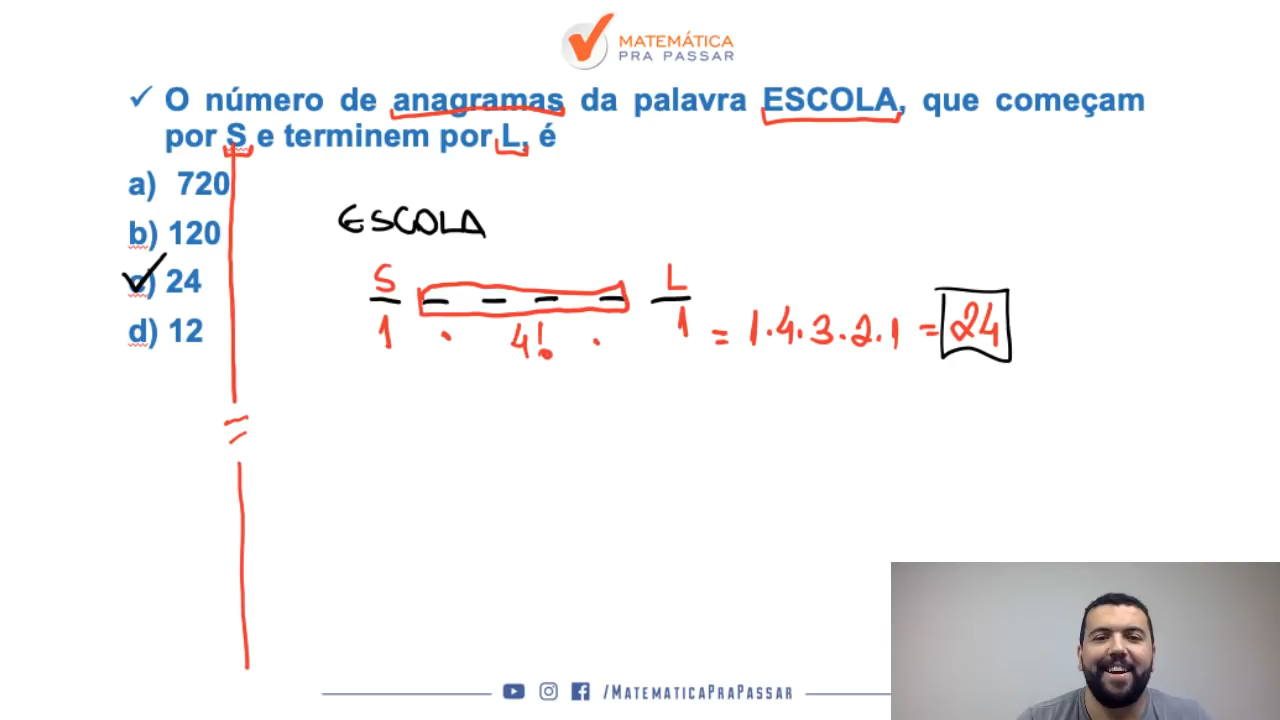 MATEMÁTICA
PRA PASSAR
✓ O número de anagramas da palavra ESCOLA, que começam
por S e terminem por L, é
a) 720
b) 120
c) 24
d) 12
ESCOLA
S _ _ _ _ L
1 . 4! . 1 = 1.4.3.2.1 = 24
/MATEMATICAPRAPASSAR